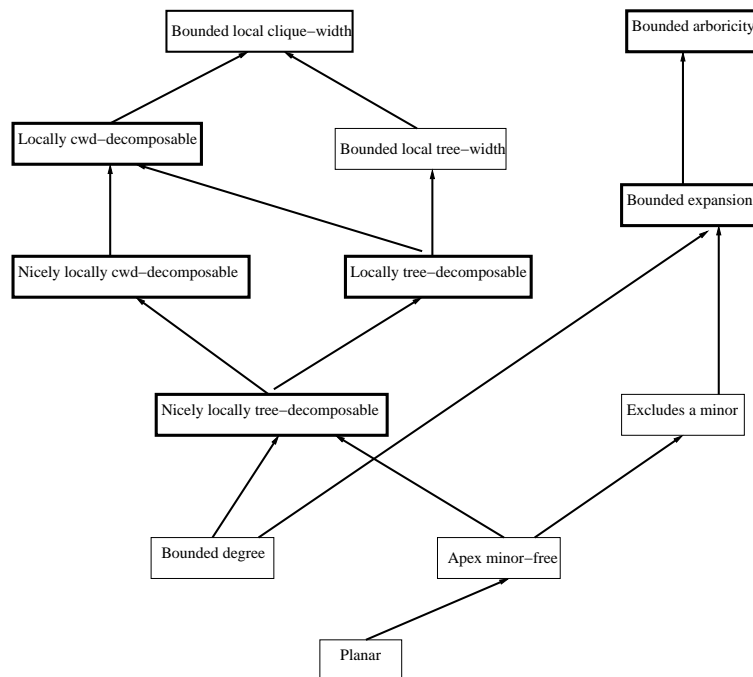 Bounded local clique−width
Bounded arboricity
Locally cwd−decomposable
Bounded local tree−width
Bounded expansion
Nicely locally cwd−decomposable
Locally tree−decomposable
Nicely locally tree−decomposable
Excludes a minor
Bounded degree
Apex minor−free
Planar